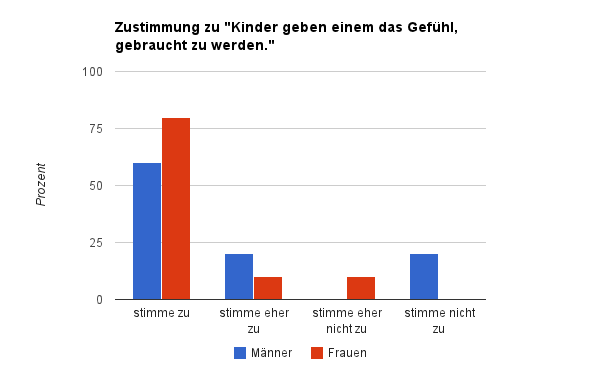 Zustimmung zu "Kinder geben einem das Gefühl,
gebraucht zu werden."
100
75
50
25
0
Prozent
stimme zu
stimme eher
zu
stimme eher
nicht zu
stimme nicht
zu
Männer
Frauen